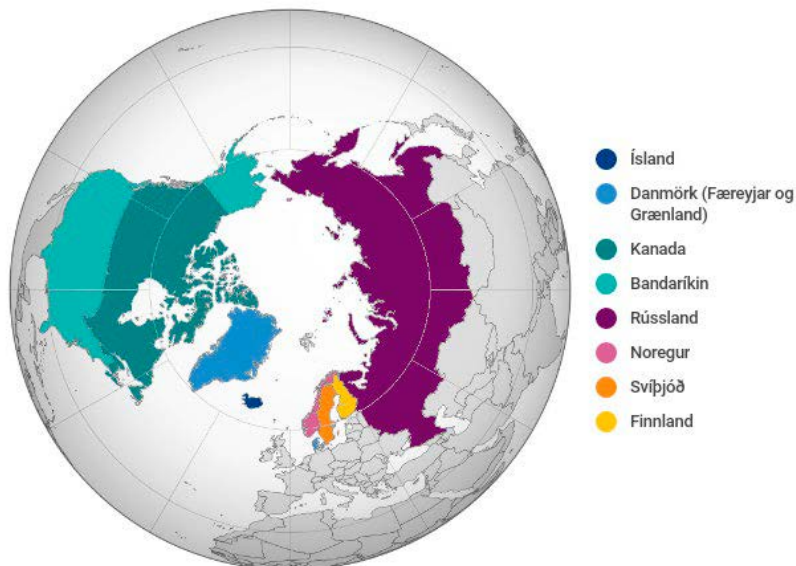 Ísland
Danmörk (Færeyjar og
Grænland)
Kanada
Bandaríkin
Rússland
Noregur
Svíþjóð
Finnland